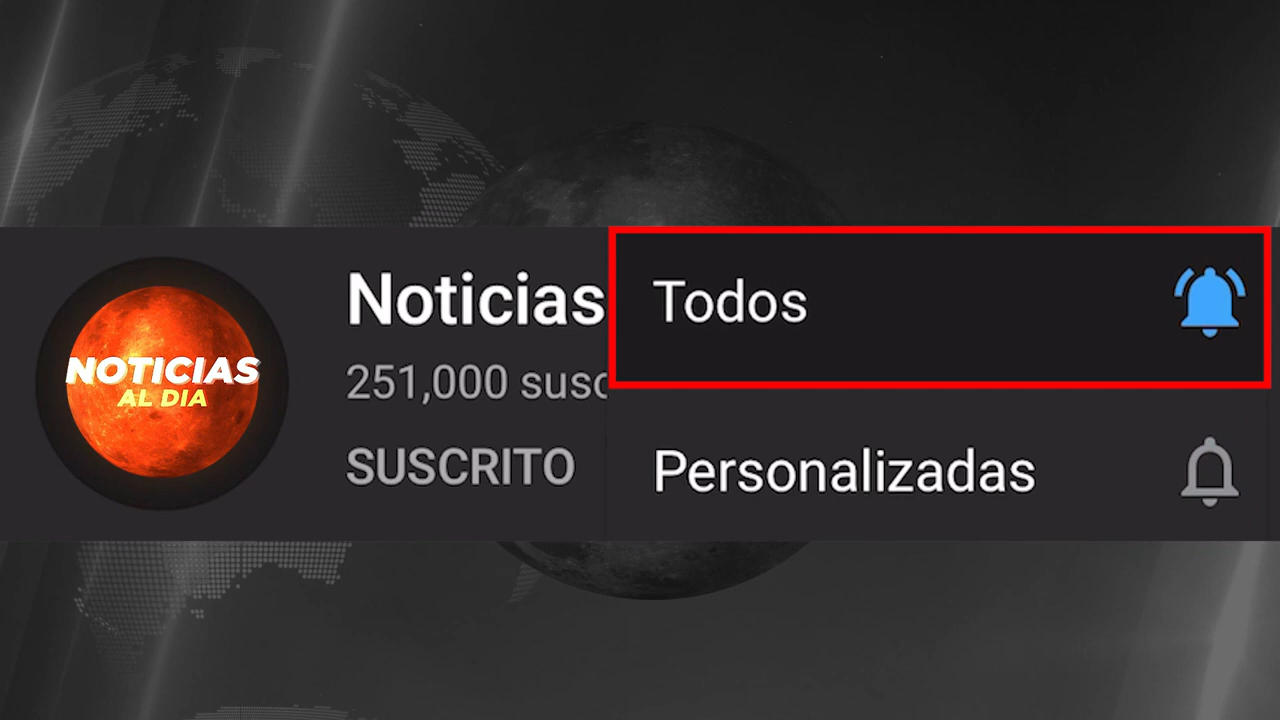 NOTICIAS
AL DIA
Noticias
251,000 susc
SUSCRITO
Todos
Personalizadas